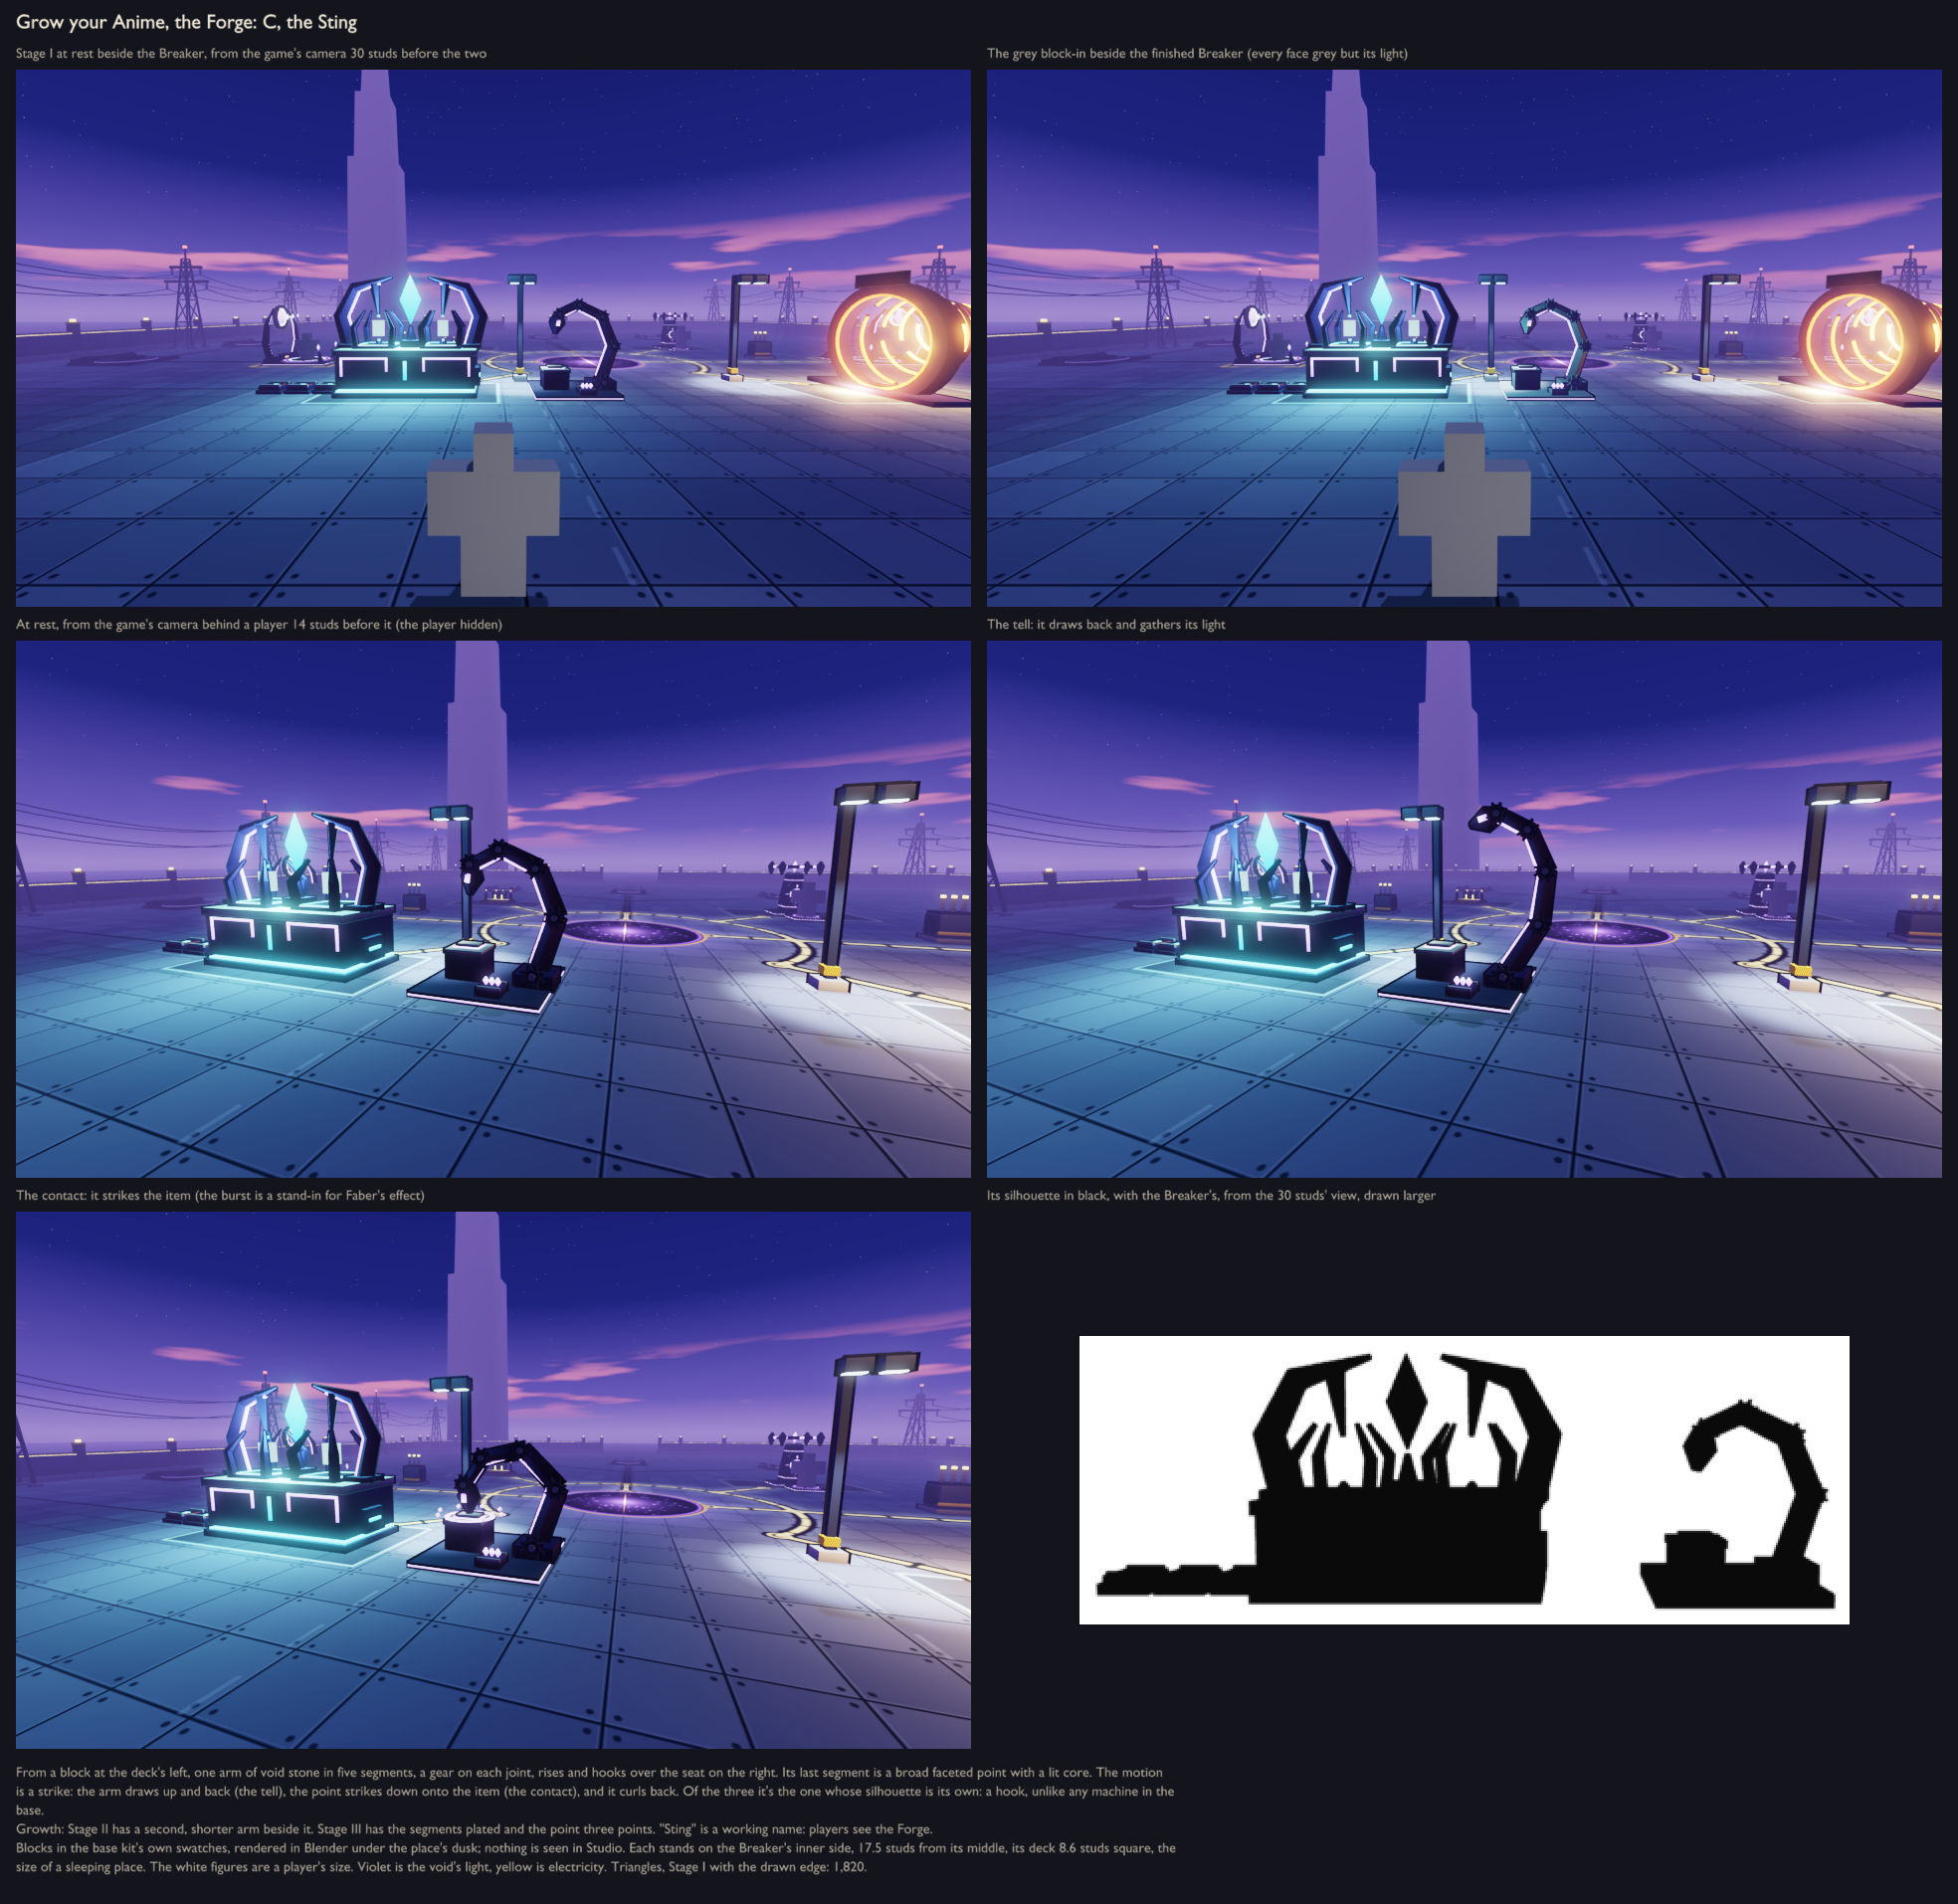 Grow your Anime, the Forge: C, the Sting
Stage I at rest beside the Breaker, from the game's camera 30 studs before the two
The grey block-in beside the finished Breaker (every face grey but its light)
At rest, from the game's camera behind a player 14 studs before it (the player hidden)
The tell: it draws back and gathers its light
The contact: it strikes the item (the burst is a stand-in for Faber's effect)
Its silhouette in black, with the Breaker's, from the 30 studs' view, drawn larger
From a block at the deck's left, one arm of void stone in five segments, a gear on each joint, rises and hooks over the seat on the right. Its last segment is a broad faceted point with a lit core. The motion
is a strike: the arm draws up and back (the tell), the point strikes down onto the item (the contact), and it curls back. Of the three it's the one whose silhouette is its own: a hook, unlike any machine in the
base.
Growth: Stage II has a second, shorter arm beside it. Stage III has the segments plated and the point three points. "Sting" is a working name: players see the Forge.
Blocks in the base kit's own swatches, rendered in Blender under the place's dusk; nothing is seen in Studio. Each stands on the Breaker's inner side, 17.5 studs from its middle, its deck 8.6 studs square, the
size of a sleeping place. The white figures are a player's size. Violet is the void's light, yellow is electricity. Triangles, Stage I with the drawn edge: 1,820.